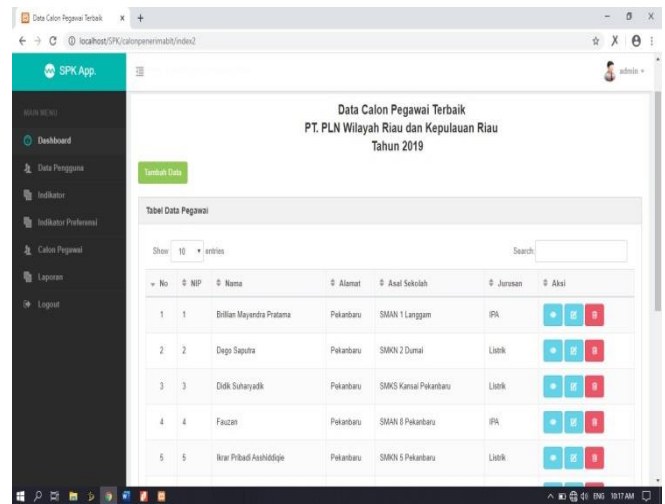 Data Calon Pegawai Terbaik
localhost/SPK/calonpenerimablt/index2
SPK App.
admin
MAIN MENU
Dashboard
Data Pengguna
Indikator
Indikator Preferensi
Calon Pegawai
Laporan
Logout
Data Calon Pegawai Terbaik
PT. PLN Wilayah Riau dan Kepulauan Riau
Tahun 2019
Tambah Data
Tabel Data Pegawai
Show 10 entries Search:
No NIP Nama Alamat Asal Sekolah Jurusan Aksi
1 1 Brillian Mayendra Pratama Pekanbaru SMAN 1 Langgam IPA
2 2 Dego Saputra Pekanbaru SMKN 2 Dumai Listrik
3 3 Didik Suharyadik Pekanbaru SMKS Kansai Pekanbaru Listrik
4 4 Fauzan Pekanbaru SMAN 8 Pekanbaru IPA
5 5 Ikrar Pribadi Asshiddiqie Pekanbaru SMKN 5 Pekanbaru Listrik
ENG 10:17 AM